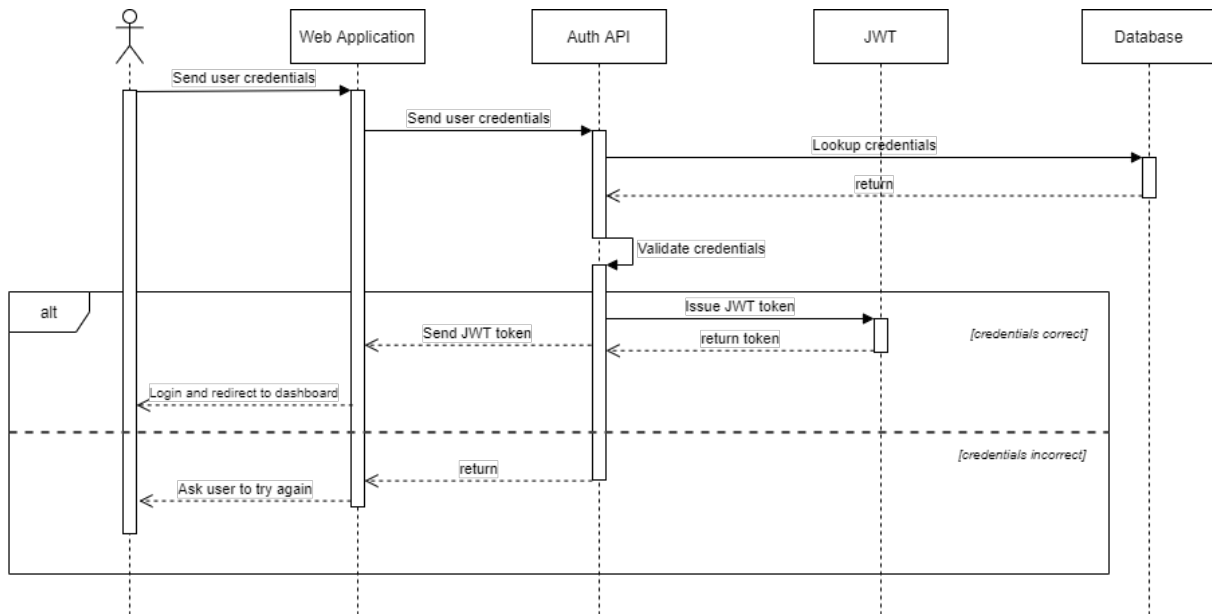 Web Application
Auth API
JWT
Database
Send user credentials
Send user credentials
Lookup credentials
return
Validate credentials
alt
Issue JWT token
[credentials correct]
Send JWT token
return token
Login and redirect to dashboard
[credentials incorrect]
return
Ask user to try again